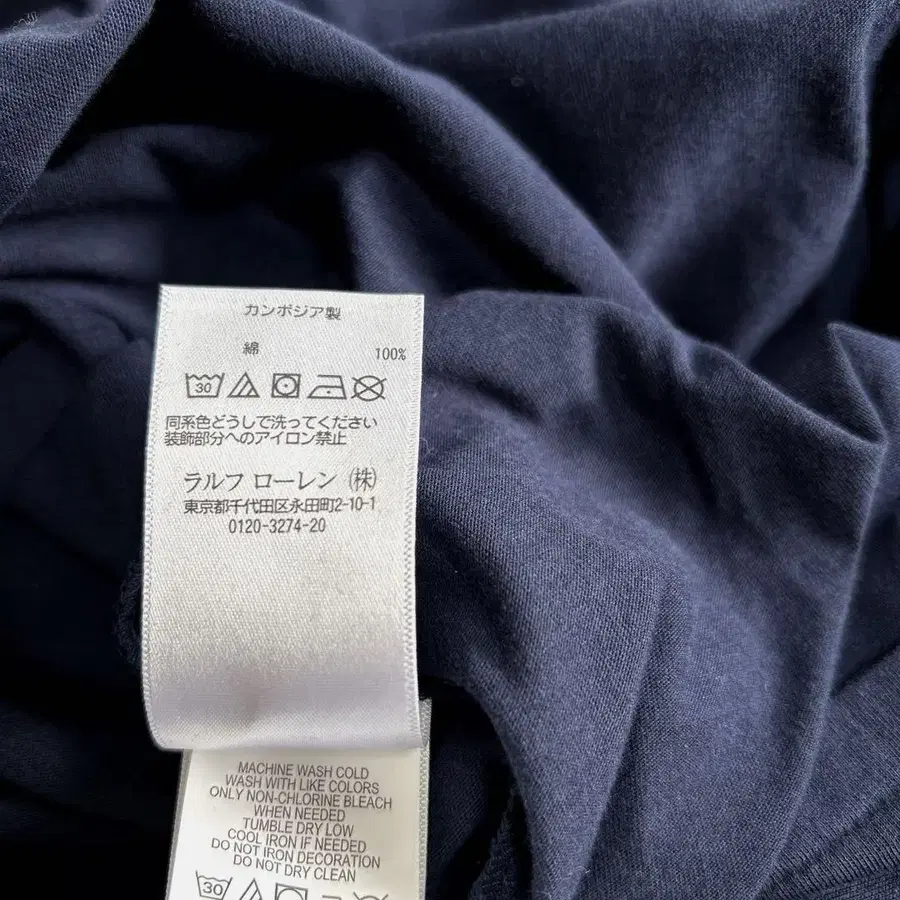 カンボジア製
綿 100%
30
同系色どうしで洗ってください
装飾部分へのアイロン禁止
ラルフ ローレン (株)
東京都千代田区永田町2-10-1
0120-3274-20
MACHINE WASH COLD
WASH WITH LIKE COLORS
ONLY NON-CHLORINE BLEACH
WHEN NEEDED
TUMBLE DRY LOW
COOL IRON IF NEEDED
DO NOT IRON DECORATION
DO NOT DRY CLEAN
30